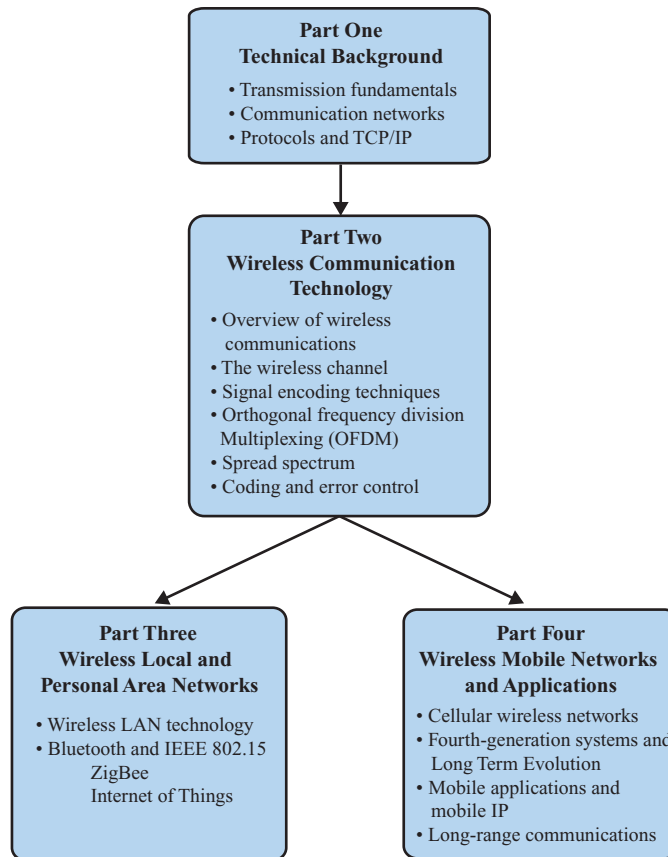 Part One
Technical Background
• Transmission fundamentals
• Communication networks
• Protocols and TCP/IP
Part Two
Wireless Communication
Technology
• Overview of wireless
communications
• The wireless channel
• Signal encoding techniques
• Orthogonal frequency division
Multiplexing (OFDM)
• Spread spectrum
• Coding and error control
Part Three
Wireless Local and
Personal Area Networks
• Wireless LAN technology
• Bluetooth and IEEE 802.15
ZigBee
Internet of Things
Part Four
Wireless Mobile Networks
and Applications
• Cellular wireless networks
• Fourth-generation systems and
Long Term Evolution
• Mobile applications and
mobile IP
• Long-range communications